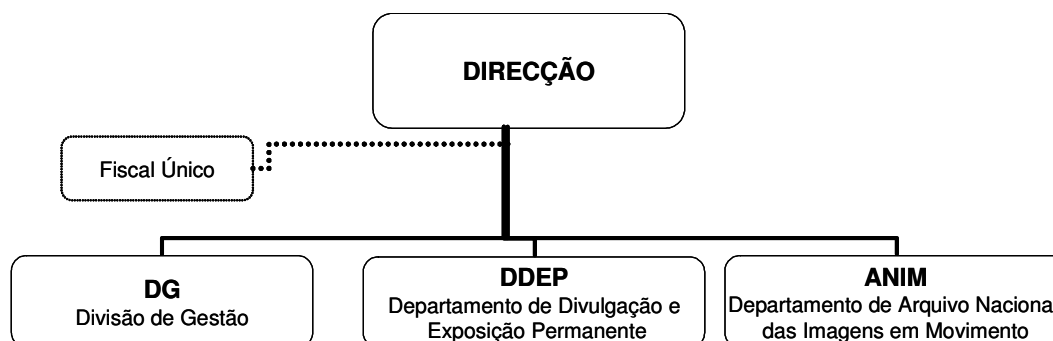 DIRECÇÃO
Fiscal Único
DG
Divisão de Gestão
DDEP
Departamento de Divulgação e
Exposição Permanente
ANIM
Departamento de Arquivo Naciona
das Imagens em Movimento